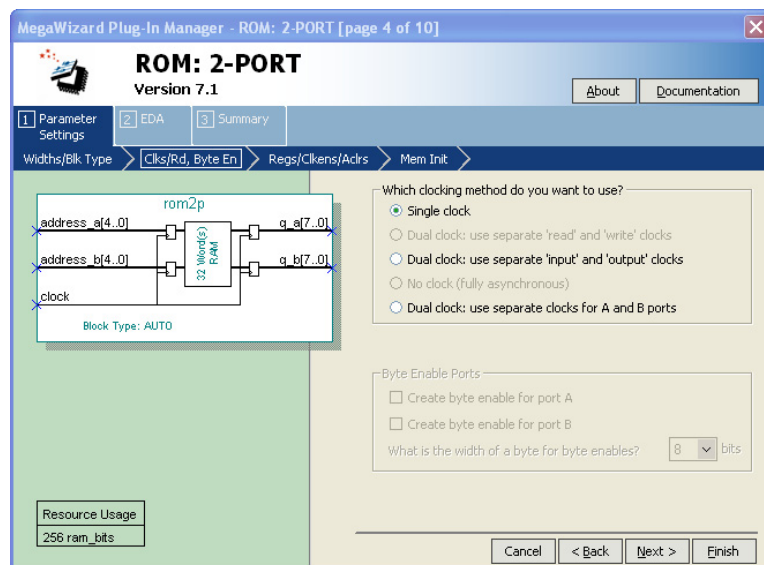 MegaWizard Plug-In Manager - ROM: 2-PORT [page 4 of 10]
ROM: 2-PORT
Version 7.1
About
Documentation
1 Parameter Settings
2 EDA
3 Summary
Widths/Blk Type
Clks/Rd, Byte En
Regs/Clkens/Aclrs
Mem Init
rom2p
address_a[4..0]
q_a[7..0]
address_b[4..0]
q_b[7..0]
32 Word(s)
RAM
clock
Block Type: AUTO
Which clocking method do you want to use?
Single clock
Dual clock: use separate 'read' and 'write' clocks
Dual clock: use separate 'input' and 'output' clocks
No clock (fully asynchronous)
Dual clock: use separate clocks for A and B ports
Byte Enable Ports
Create byte enable for port A
Create byte enable for port B
What is the width of a byte for byte enables? 8 bits
Resource Usage
256 ram_bits
Cancel
< Back
Next >
Finish